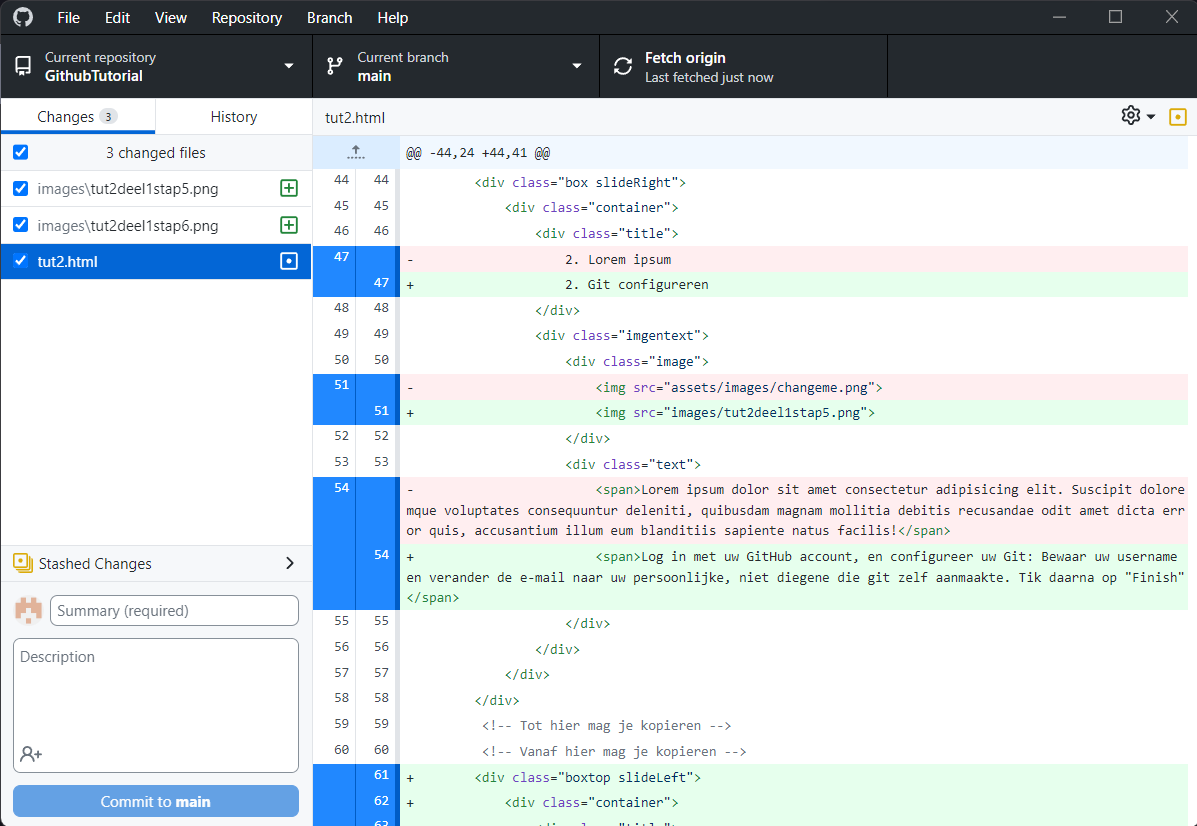 File Edit View Repository Branch Help
Current repository
GithubTutorial
Current branch
main
Fetch origin
Last fetched just now
Changes 3
History
tut2.html
3 changed files
images\tut2deel1stap5.png
images\tut2deel1stap6.png
tut2.html
Stashed Changes
Summary (required)
Description
Commit to main
@@ -44,24 +44,41 @@
44 44 <div class="box slideRight">
45 45 <div class="container">
46 46 <div class="title">
47 - 2. Lorem ipsum
47 + 2. Git configureren
48 48 </div>
49 49 <div class="imgentext">
50 50 <div class="image">
51 - <img src="assets/images/changeme.png">
51 + <img src="images/tut2deel1stap5.png">
52 52 </div>
53 53 <div class="text">
54 - <span>Lorem ipsum dolor sit amet consectetur adipisicing elit. Suscipit dolore
mque voluptates consequuntur deleniti, quibusdam magnam mollitia debitis recusandae odit amet dicta err
or quis, accusantium illum eum blanditiis sapiente natus facilis!</span>
54 + <span>Log in met uw GitHub account, en configureer uw Git: Bewaar uw username
en verander de e-mail naar uw persoonlijke, niet diegene die git zelf aanmaakte. Tik daarna op "Finish"
</span>
55 55 </div>
56 56 </div>
57 57 </div>
58 58 </div>
59 59 <!-- Tot hier mag je kopieren -->
60 60 <!-- Vanaf hier mag je kopieren -->
61 + <div class="boxtop slideLeft">
62 + <div class="container">
63 + <div class="title">